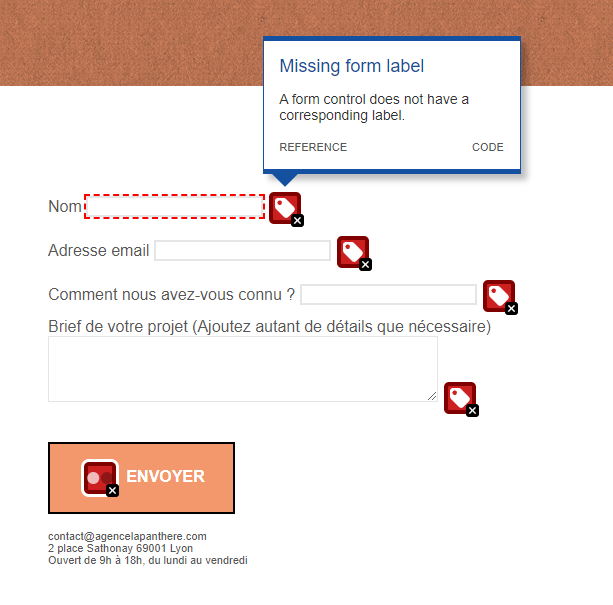 Missing form label
A form control does not have a
corresponding label.
REFERENCE CODE
Nom
Adresse email
Comment nous avez-vous connu ?
Brief de votre projet (Ajoutez autant de détails que nécessaire)
ENVOYER
contact@agencelapanthere.com
2 place Sathonay 69001 Lyon
Ouvert de 9h à 18h, du lundi au vendredi